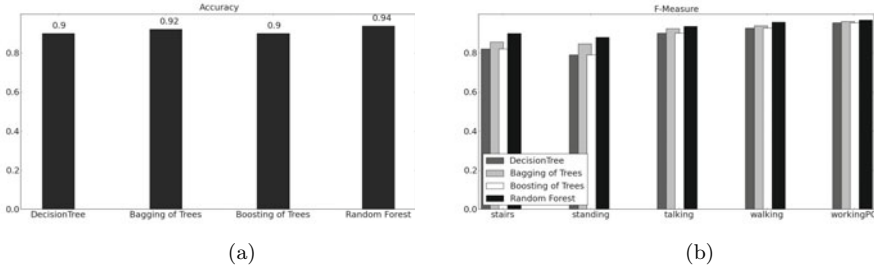 Accuracy
0.9
0.92
0.9
0.94
0.8
0.6
0.4
0.2
0.0
DecisionTree
Bagging of Trees
Boosting of Trees
Random Forest
(a)
F-Measure
0.8
0.6
0.4
0.2
0.0
DecisionTree
Bagging of Trees
Boosting of Trees
Random Forest
stairs
standing
talking
walking
workingPC
(b)